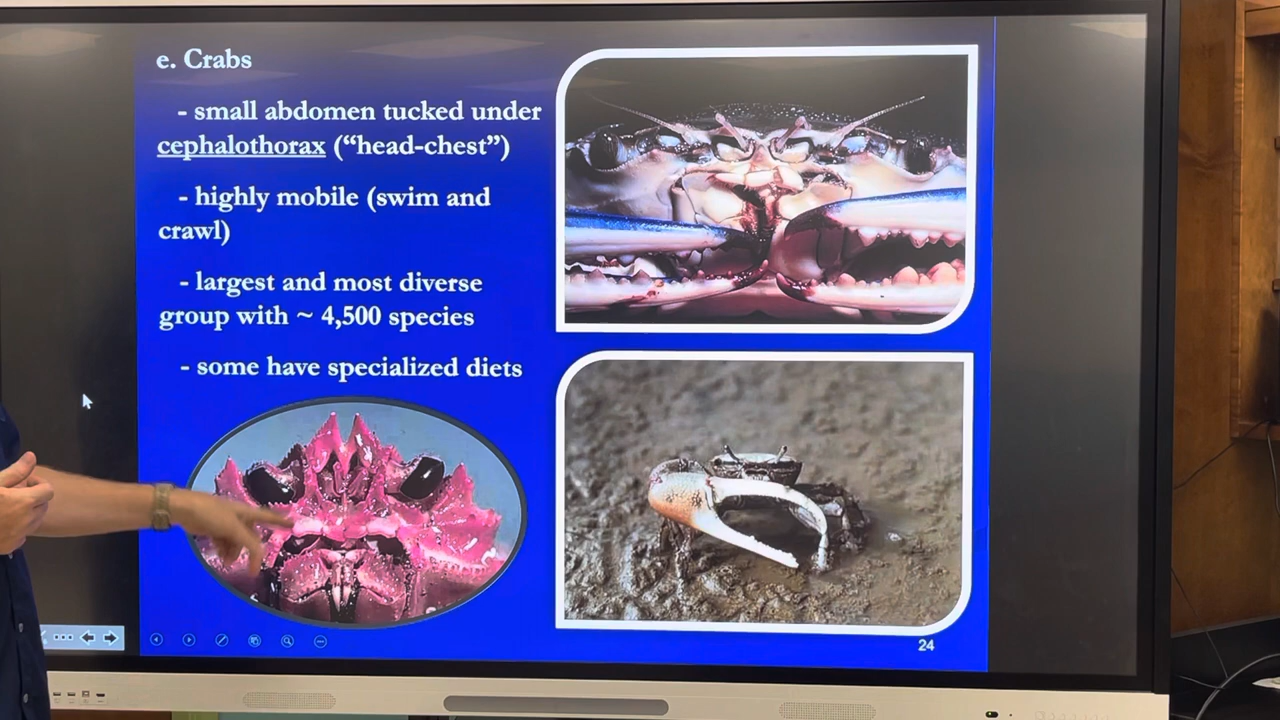 e. Crabs
- small abdomen tucked under
cephalothorax (“head-chest”)
- highly mobile (swim and
crawl)
- largest and most diverse
group with ~ 4,500 species
- some have specialized diets
24